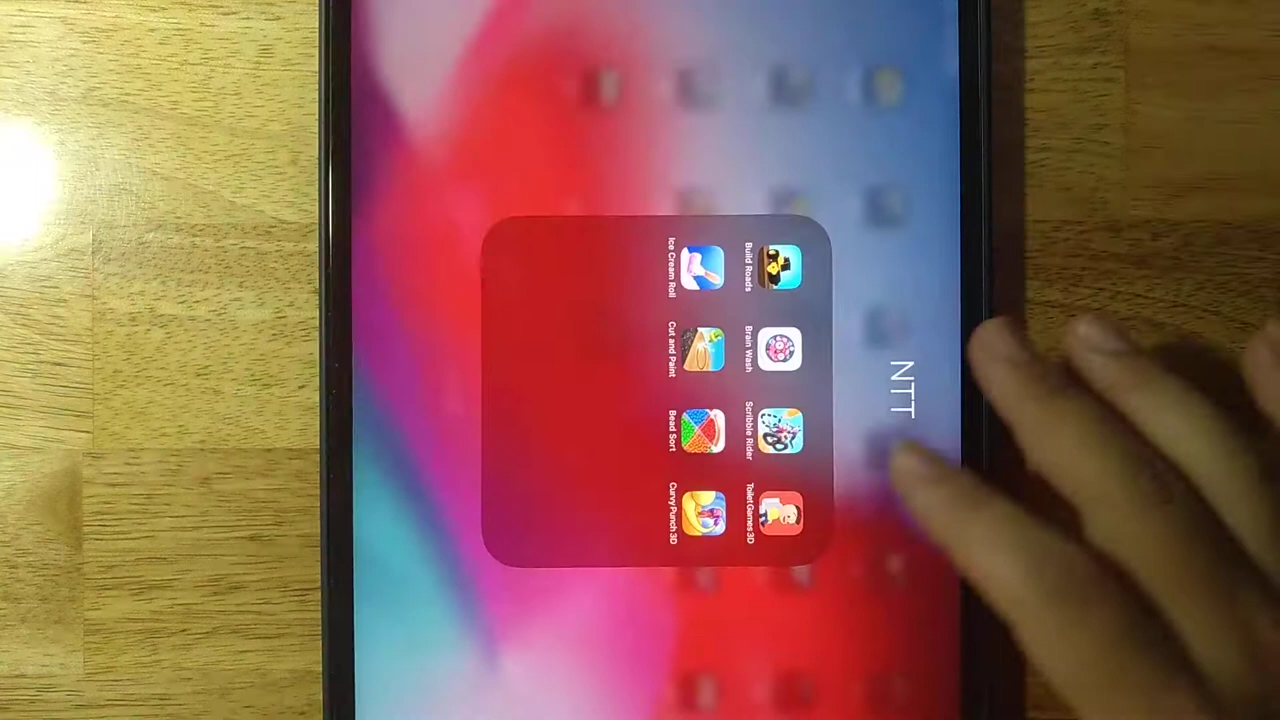 NTT
Build Roads
Brain Wash
Scribble Rider
Toilet Games 3D
Ice Cream Roll
Cut and Paint
Bead Sort
Curvy Punch 3D